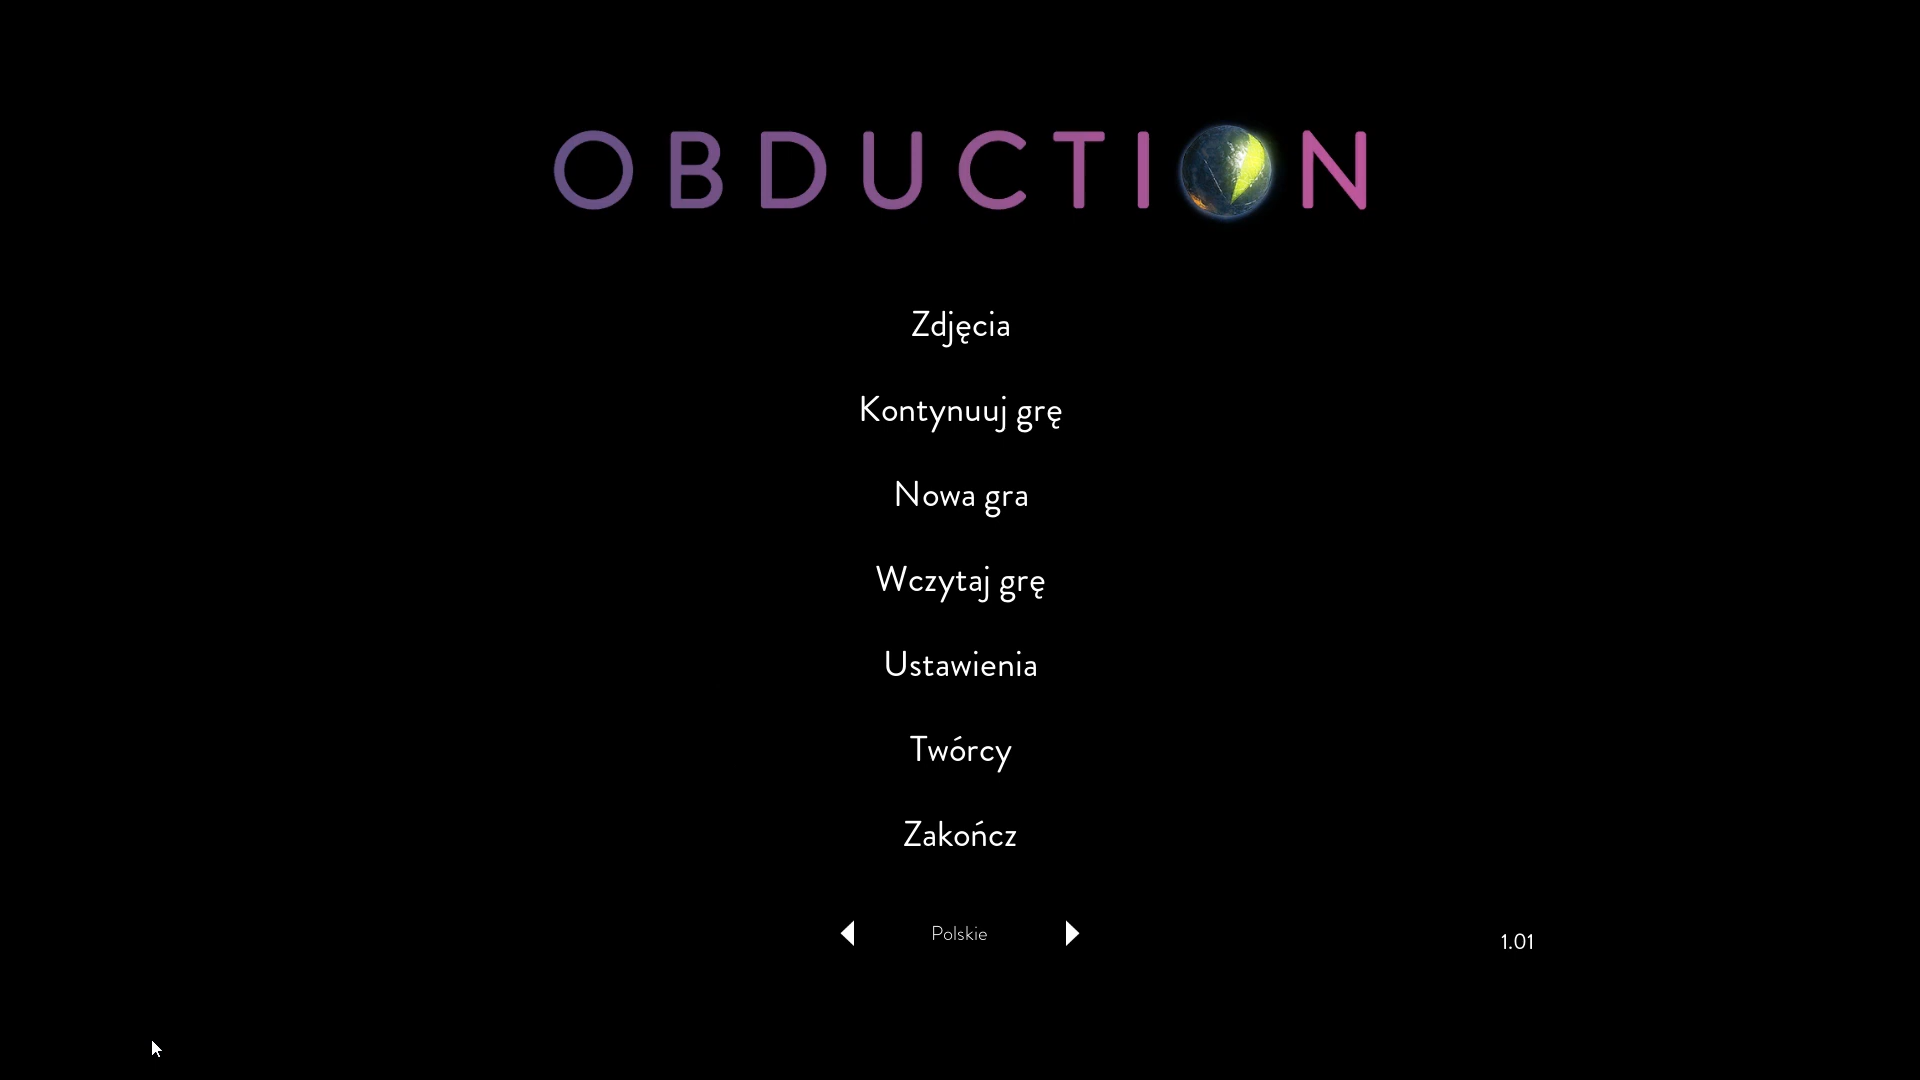 OBDUCTION
Zdjęcia
Kontynuuj grę
Nowa gra
Wczytaj grę
Ustawienia
Twórcy
Zakończ
Polskie
1.01